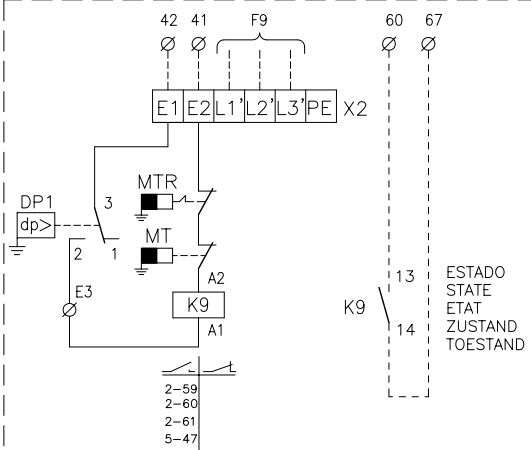 42 41 F9 60 67
E1 E2 L1' L2' L3' PE X2
MTR
DP1 3
dp>
MT
2 1
E3
A2
K9
A1
13
K9
14
ESTADO
STATE
ETAT
ZUSTAND
TOESTAND
2-59
2-60
2-61
5-47